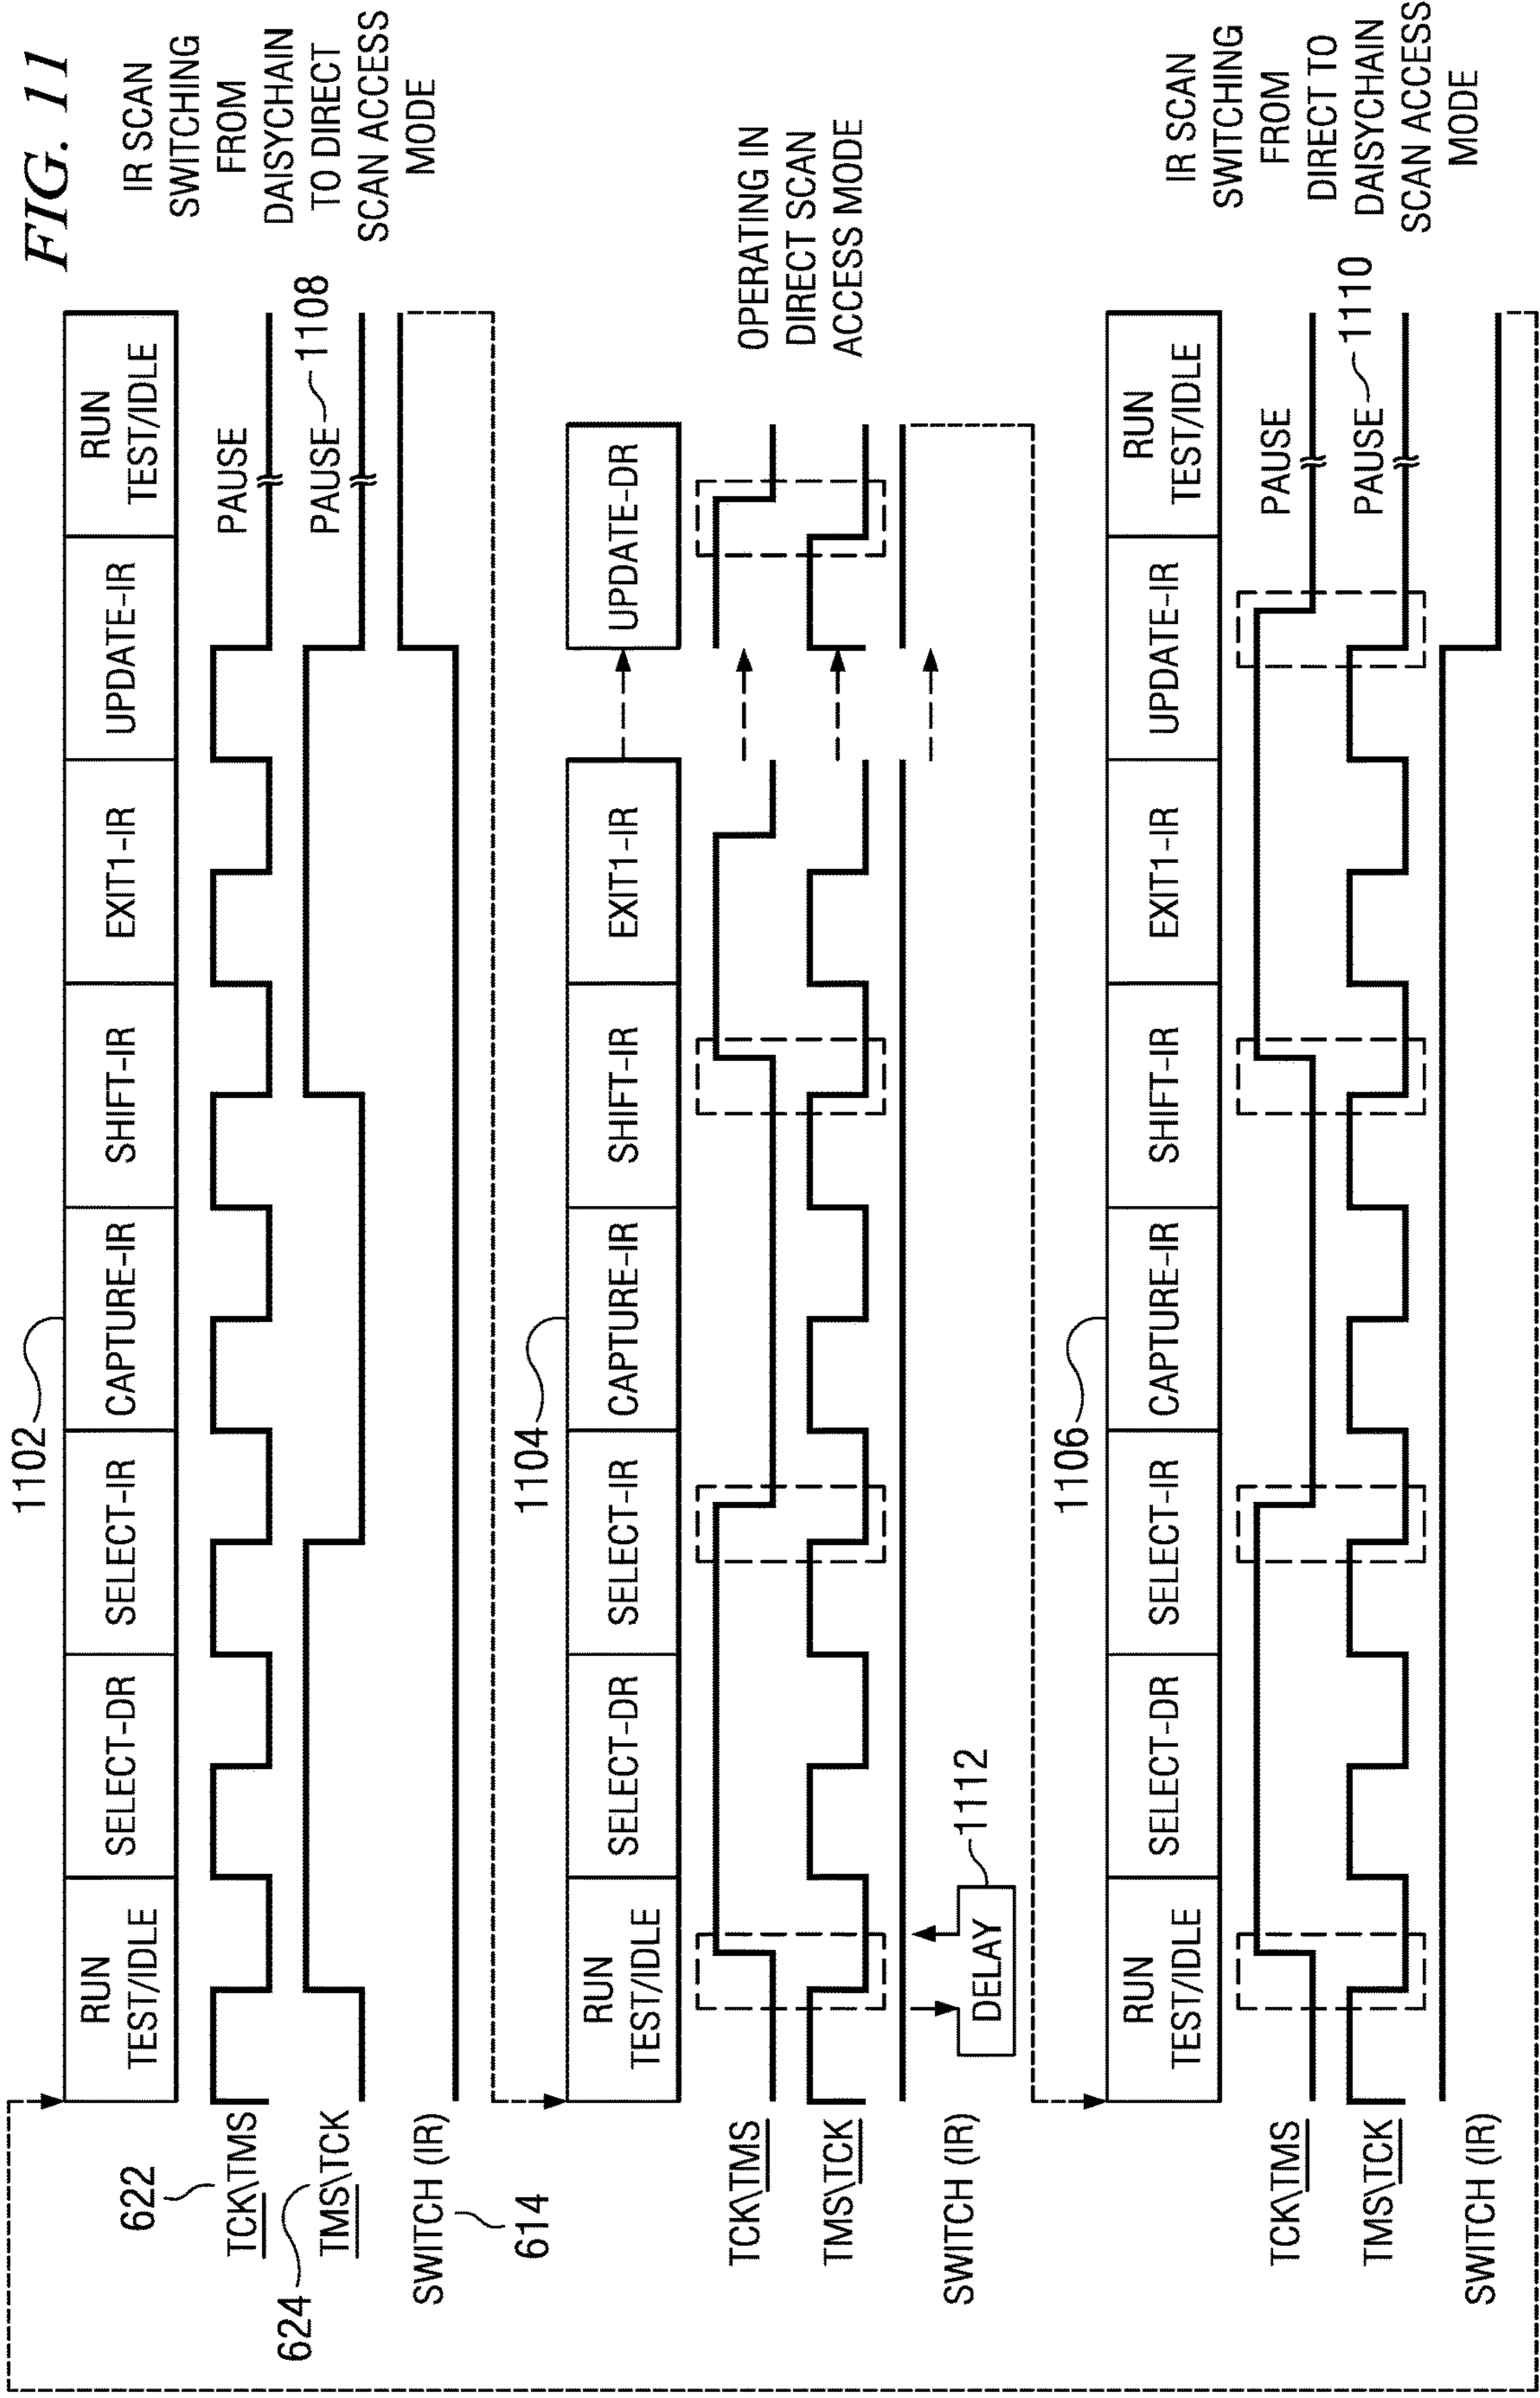 FIG. 11
1102
RUN
TEST/IDLE
SELECT-DR
SELECT-IR
CAPTURE-IR
SHIFT-IR
EXIT1-IR
UPDATE-IR
RUN
TEST/IDLE
622
TCK\TMS
PAUSE
624
TMS\TCK
PAUSE
1108
SWITCH (IR)
614
IR SCAN
SWITCHING
FROM
DAISYCHAIN
TO DIRECT
SCAN ACCESS
MODE
1104
RUN
TEST/IDLE
SELECT-DR
SELECT-IR
CAPTURE-IR
SHIFT-IR
EXIT1-IR
UPDATE-DR
TCK\TMS
TMS\TCK
SWITCH (IR)
DELAY
1112
OPERATING IN
DIRECT SCAN
ACCESS MODE
1106
RUN
TEST/IDLE
SELECT-DR
SELECT-IR
CAPTURE-IR
SHIFT-IR
EXIT1-IR
UPDATE-IR
RUN
TEST/IDLE
TCK\TMS
PAUSE
TMS\TCK
PAUSE
1110
SWITCH (IR)
IR SCAN
SWITCHING
FROM
DIRECT TO
DAISYCHAIN
SCAN ACCESS
MODE